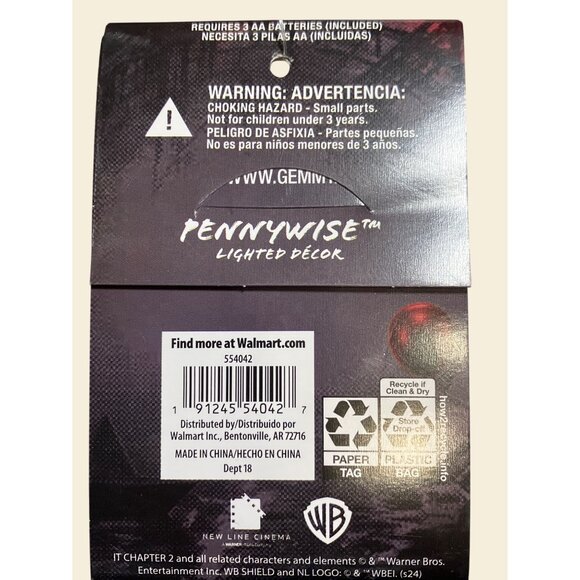 REQUIRES 3 AA BATTERIES (INCLUDED)
NECESITA 3 PILAS AA (INCLUIDAS)
WARNING: ADVERTENCIA:
CHOKING HAZARD - Small parts.
Not for children under 3 years.
PELIGRO DE ASFIXIA - Partes pequeñas.
No es para niños menores de 3 años.
PENNYWISE™
LIGHTED DÉCOR
Find more at Walmart.com
554042
1 91245 54042 7
Distributed by/Distribuido por
Walmart Inc., Bentonville, AR 72716
MADE IN CHINA/HECHO EN CHINA
Dept 18
PAPER
TAG
Recycle if
Clean & Dry
Store
Drop-off
PLASTIC
BAG
how2recycle.info
NEW LINE CINEMA
WB
IT CHAPTER 2 and all related characters and elements © & ™ Warner Bros.
Entertainment Inc. WB SHIELD and NL LOGO: © & ™ WBEI. (s24)